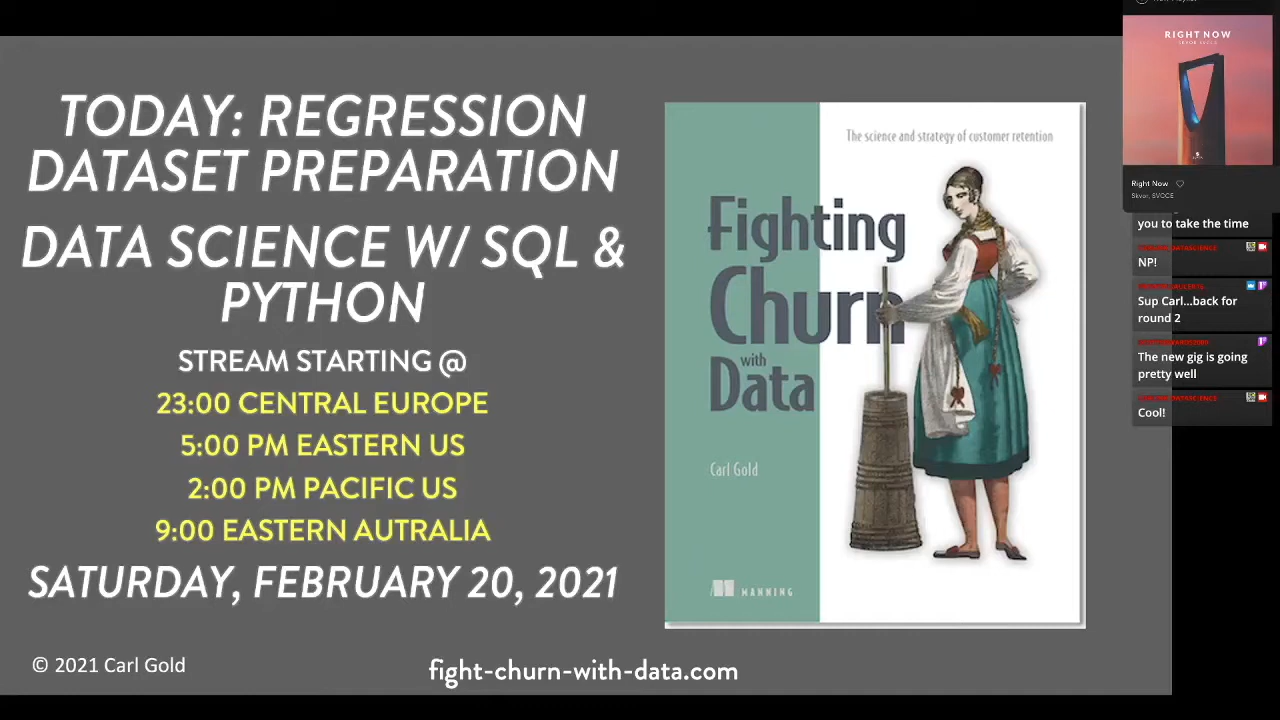 TODAY: REGRESSION
DATASET PREPARATION
DATA SCIENCE W/ SQL &
PYTHON
STREAM STARTING @
23:00 CENTRAL EUROPE
5:00 PM EASTERN US
2:00 PM PACIFIC US
9:00 EASTERN AUTRALIA
SATURDAY, FEBRUARY 20, 2021
© 2021 Carl Gold
fight-churn-with-data.com
The science and strategy of customer retention
Fighting
Churn
with
Data
Carl Gold
MANNING
RIGHT NOW
Right Now
Skvor, SVOCE
you to take the time
NP!
Sup Carl...back for
round 2
The new gig is going
pretty well
Cool!